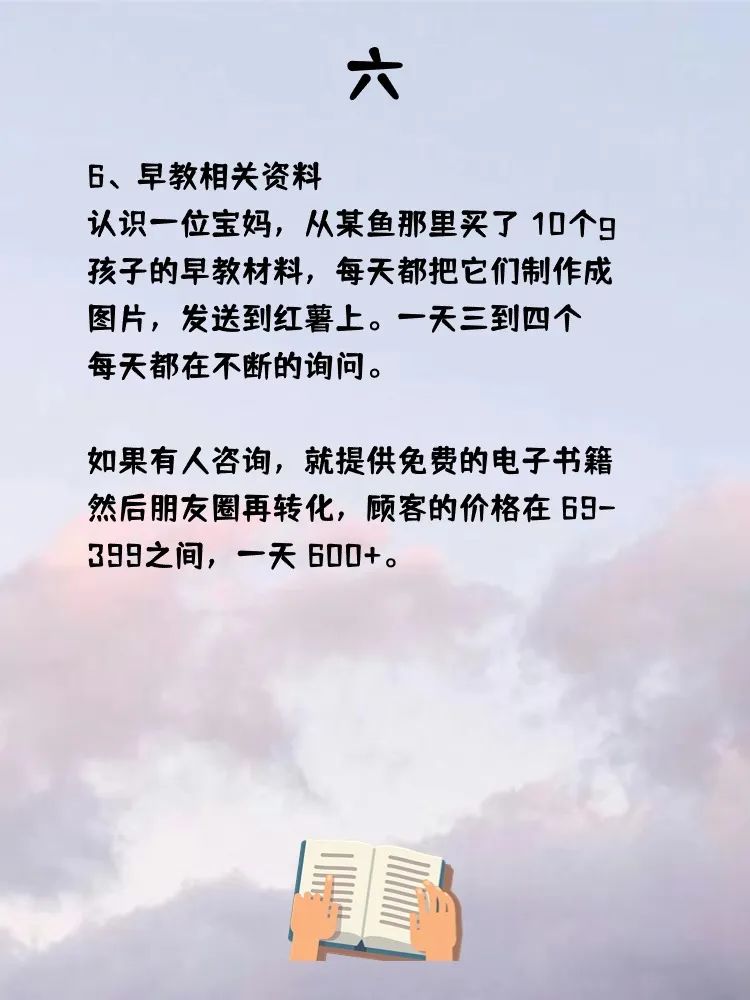 六
6、早教相关资料
认识一位宝妈，从某鱼那里买了 10个g
孩子的早教材料，每天都把它们制作成
图片，发送到红薯上。一天三到四个
每天都在不断的询问。
如果有人咨询，就提供免费的电子书籍
然后朋友圈再转化，顾客的价格在 69-
399之间，一天 600+。